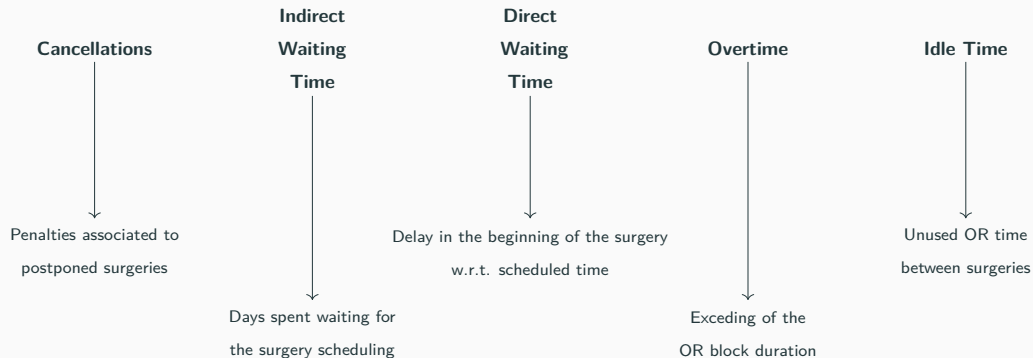 Cancellations
Penalties associated to
postponed surgeries
Indirect
Waiting
Time
Days spent waiting for
the surgery scheduling
Direct
Waiting
Time
Delay in the beginning of the surgery
w.r.t. scheduled time
Overtime
Exceding of the
OR block duration
Idle Time
Unused OR time
between surgeries